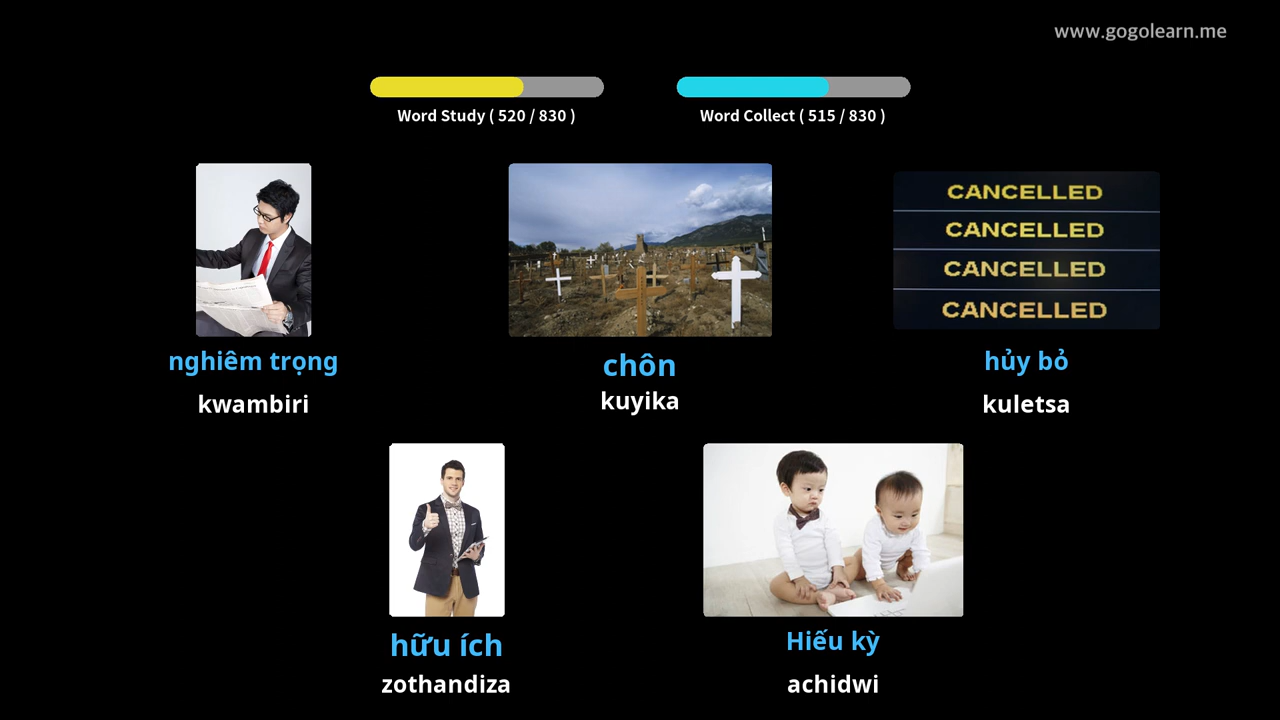 www.gogolearn.me
Word Study ( 520 / 830 )
Word Collect ( 515 / 830 )
CANCELLED
CANCELLED
CANCELLED
CANCELLED
nghiêm trọng
chôn
hủy bỏ
kwambiri
kuyika
kuletsa
hữu ích
Hiếu kỳ
zothandiza
achidwi